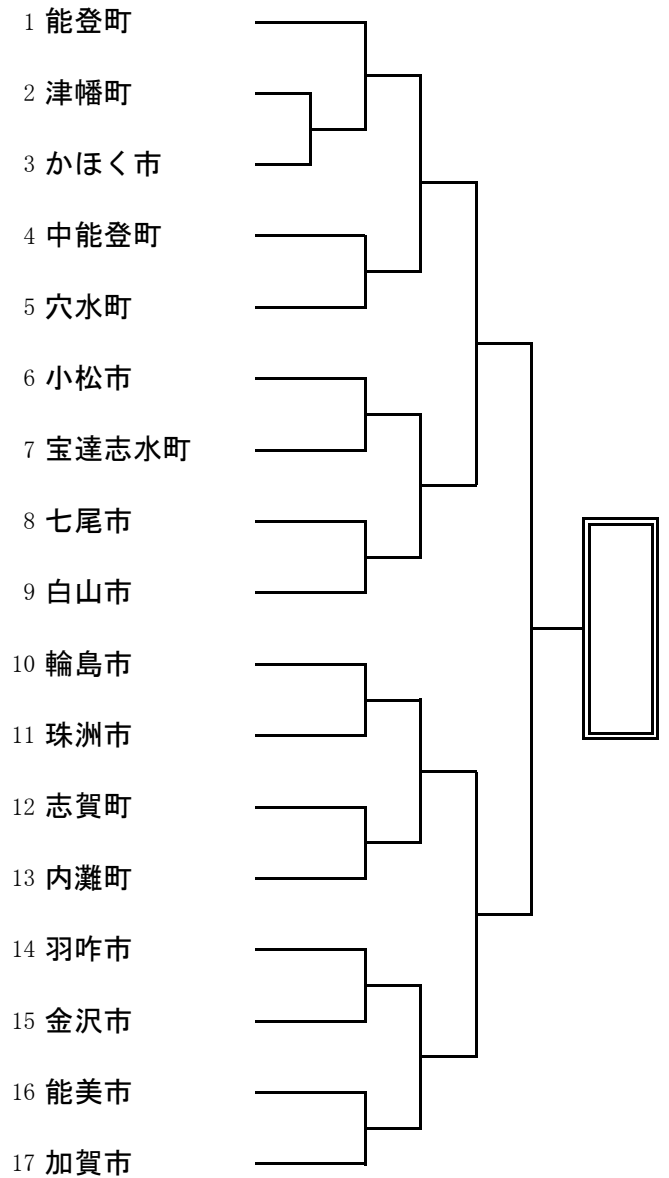 1 能登町
2 津幡町
3 かほく市
4 中能登町
5 穴水町
6 小松市
7 宝達志水町
8 七尾市
9 白山市
10 輪島市
11 珠洲市
12 志賀町
13 内灘町
14 羽咋市
15 金沢市
16 能美市
17 加賀市